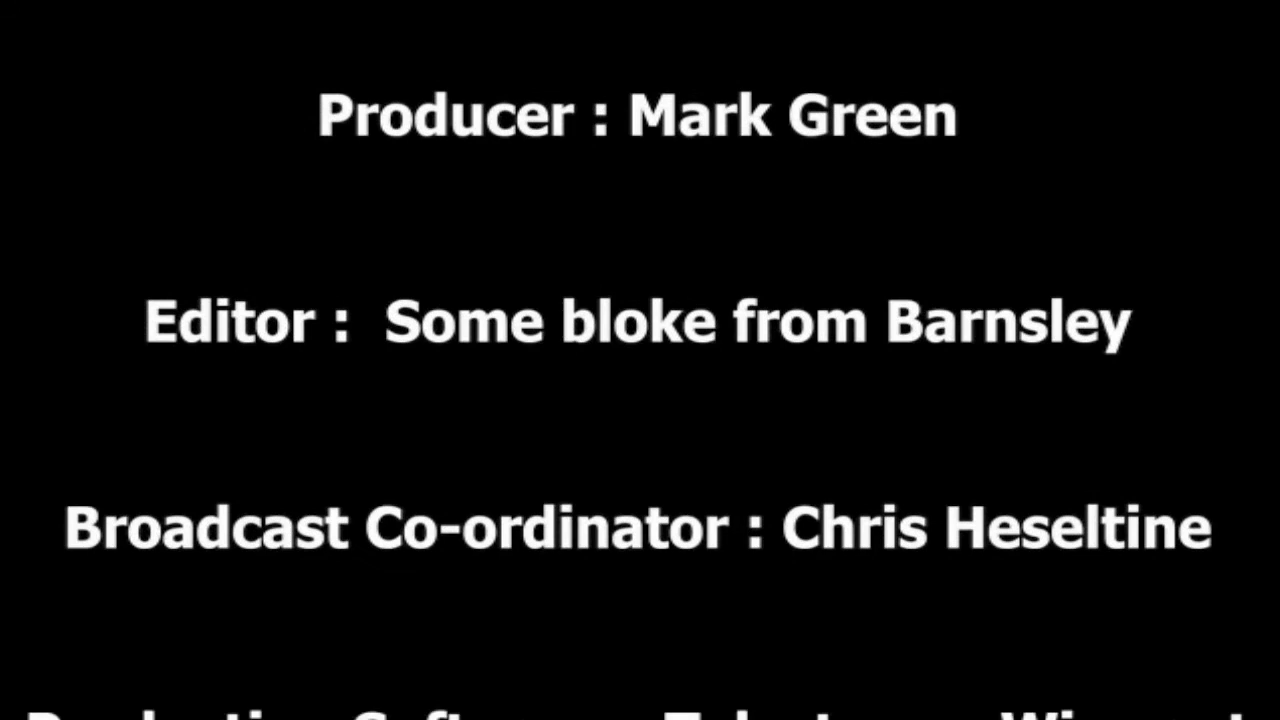 Producer : Mark Green
Editor :  Some bloke from Barnsley
Broadcast Co-ordinator : Chris Heseltine